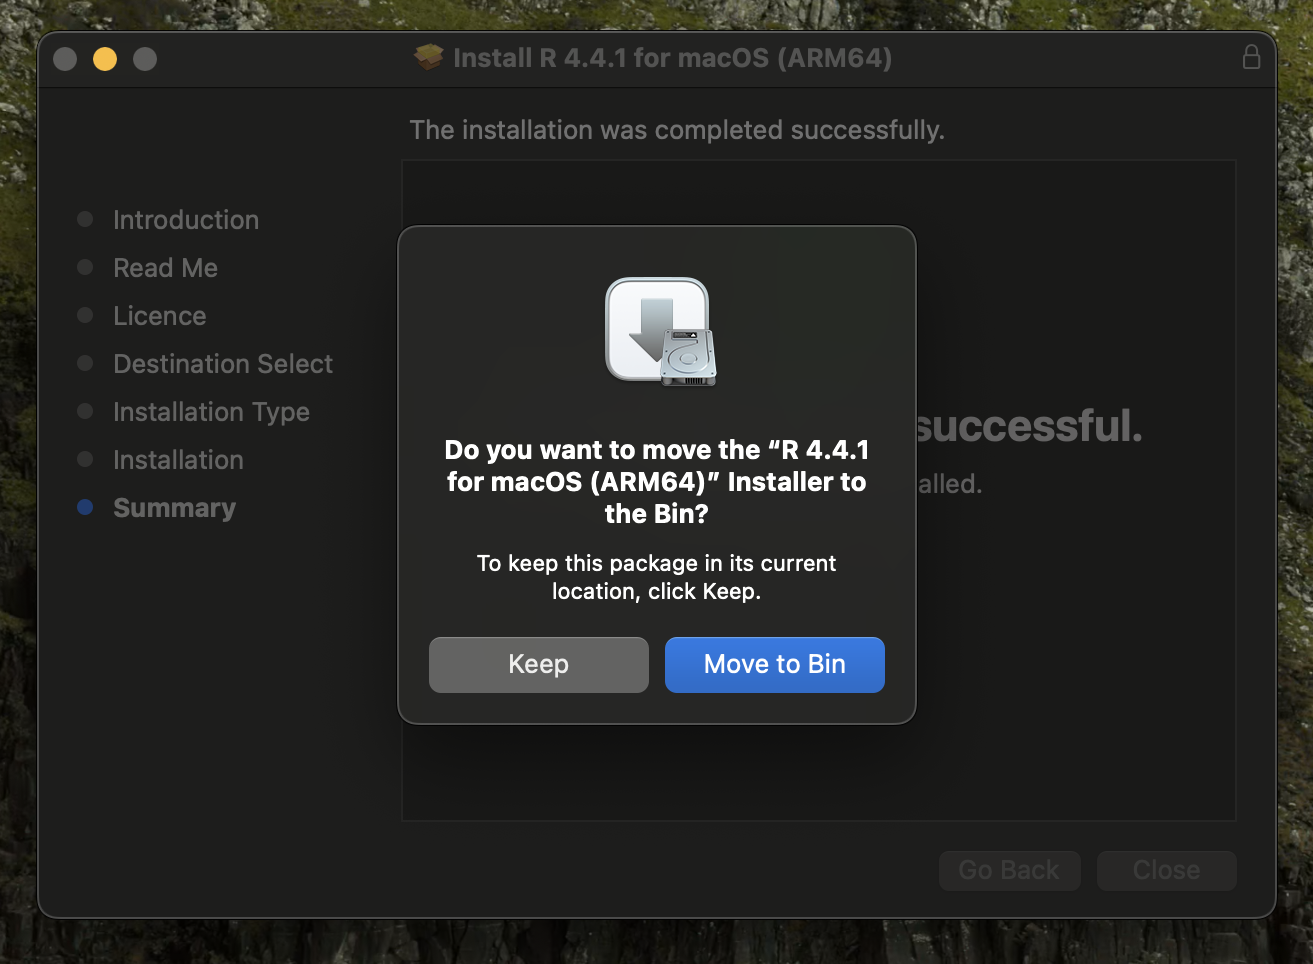 Install R 4.4.1 for macOS (ARM64)
The installation was completed successfully.
Introduction
Read Me
Licence
Destination Select
Installation Type
Installation
Summary
successful.
Do you want to move the “R 4.4.1
for macOS (ARM64)” Installer to
the Bin?
To keep this package in its current
location, click Keep.
Keep
Move to Bin
Go Back
Close